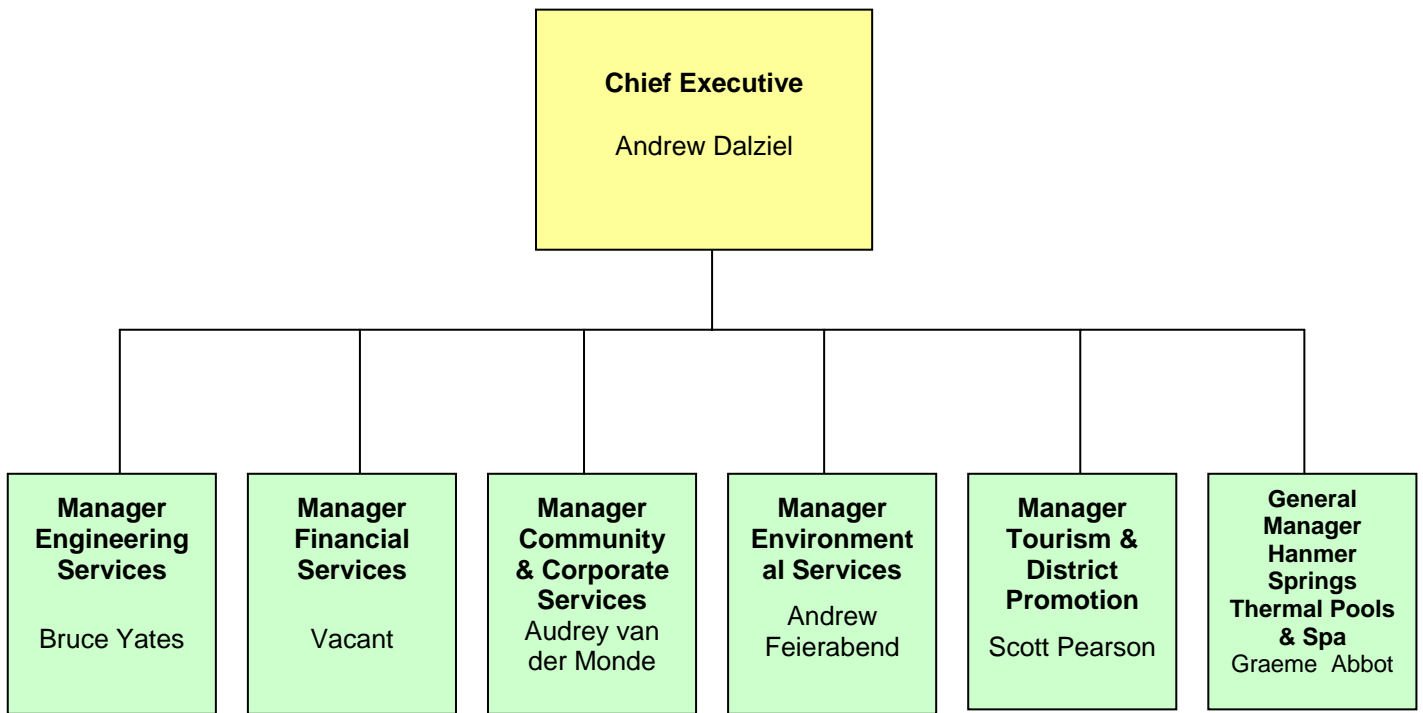 Chief Executive
Andrew Dalziel
Manager
Engineering
Services
Bruce Yates
Manager
Financial
Services
Vacant
Manager
Community
& Corporate
Services
Audrey van
der Monde
Manager
Environment
al Services
Andrew
Feierabend
Manager
Tourism &
District
Promotion
Scott Pearson
General
Manager
Hanmer
Springs
Thermal Pools
& Spa
Graeme Abbot